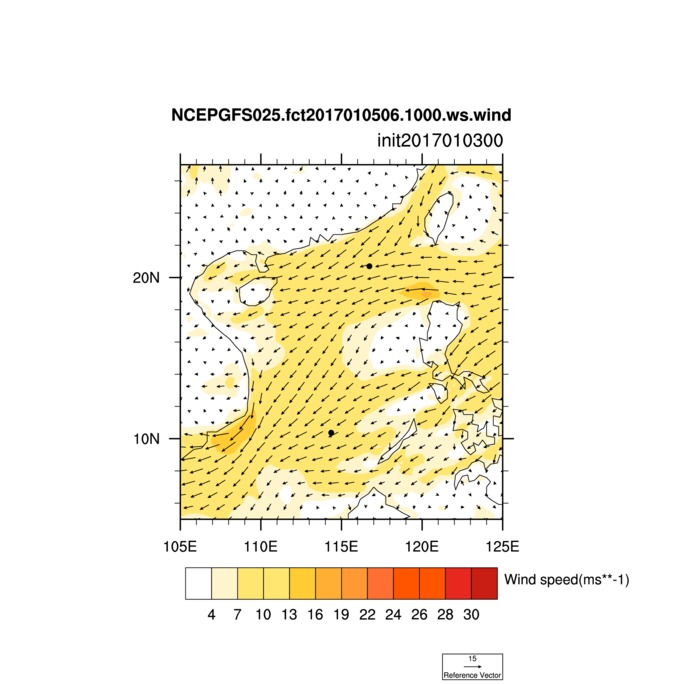 NCEPGFS025.fct2017010506.1000.ws.wind
init2017010300
20N
10N
105E 110E 115E 120E 125E
Wind speed(ms**-1)
4 7 10 13 16 19 22 24 26 28 30
15
Reference Vector